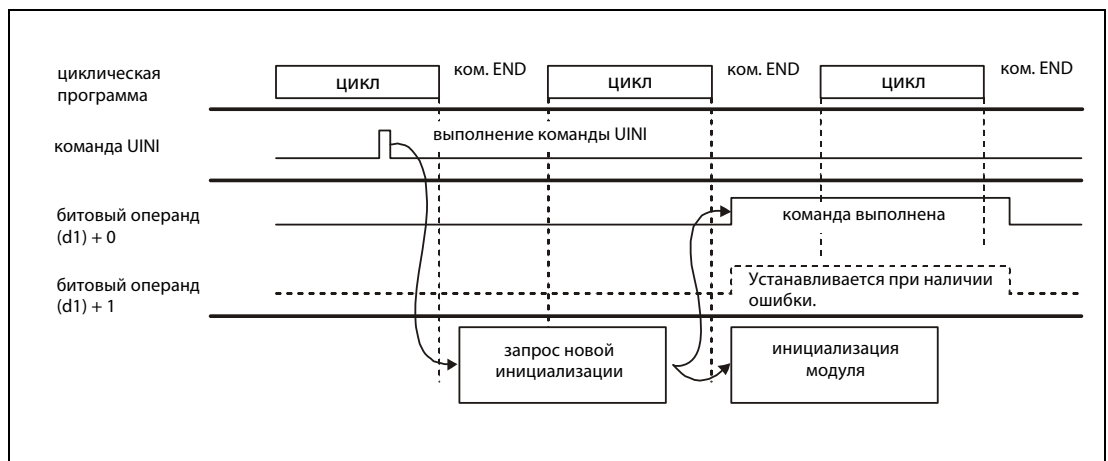 циклическая
программа
ЦИКЛ
ком. END
ЦИКЛ
ком. END
ЦИКЛ
ком. END
команда UINI
выполнение команды UINI
битовый операнд
(d1) + 0
команда выполнена
битовый операнд
(d1) + 1
Устанавливается при наличии
ошибки.
запрос новой
инициализации
инициализация
модуля